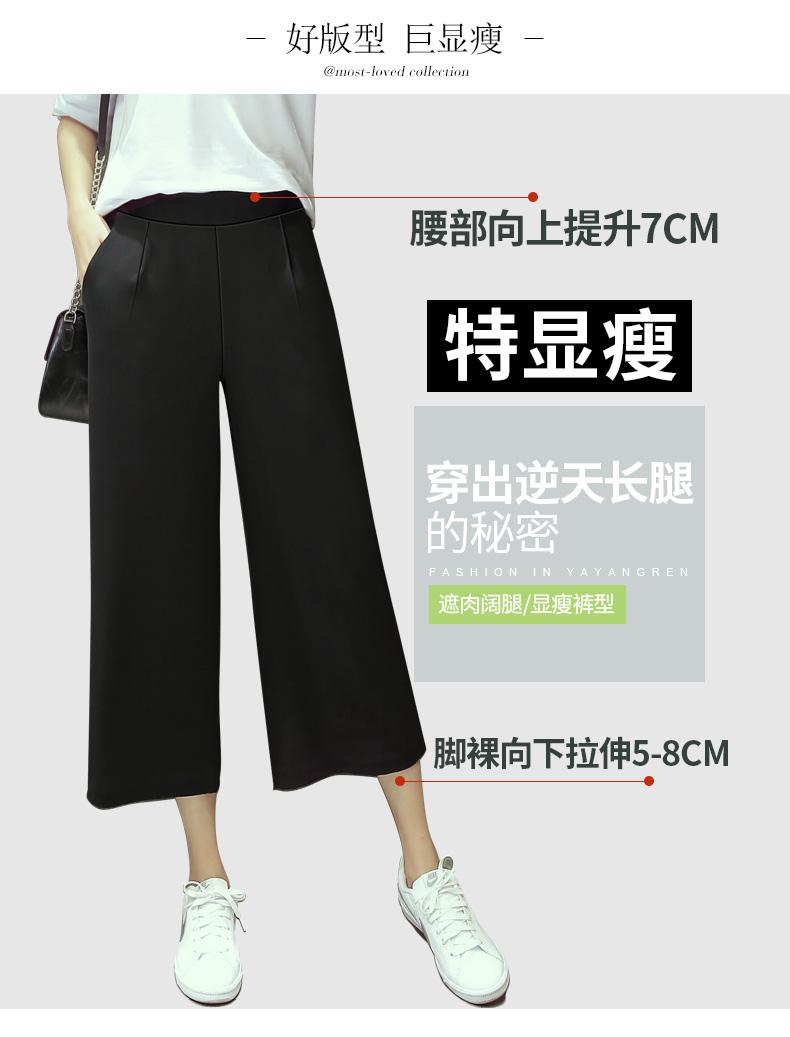 — 好版型 巨显瘦 —
@most-loved collection
腰部向上提升7CM
特显瘦
穿出逆天长腿
的秘密
FASHION IN YAYANGREN
遮肉阔腿/显瘦裤型
脚裸向下拉伸5-8CM